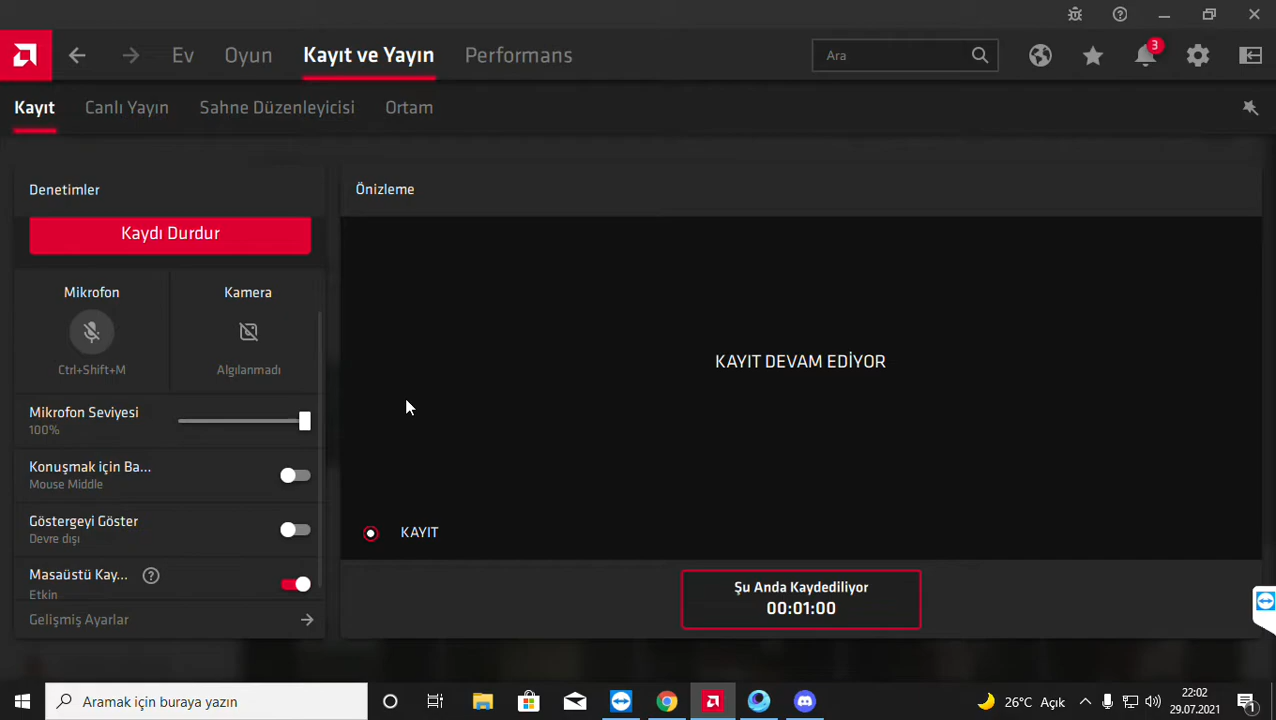 Ev
Oyun
Kayıt ve Yayın
Performans
Ara
3
Kayıt
Canlı Yayın
Sahne Düzenleyicisi
Ortam
Denetimler
Kaydı Durdur
Mikrofon
Ctrl+Shift+M
Kamera
Algılanmadı
Mikrofon Seviyesi
100%
Konuşmak için Ba...
Mouse Middle
Göstergeyi Göster
Devre dışı
Masaüstü Kay...
Etkin
Gelişmiş Ayarlar
Önizleme
KAYIT DEVAM EDİYOR
KAYIT
Şu Anda Kaydediliyor
00:01:00
Aramak için buraya yazın
26°C Açık
22:02
29.07.2021
1